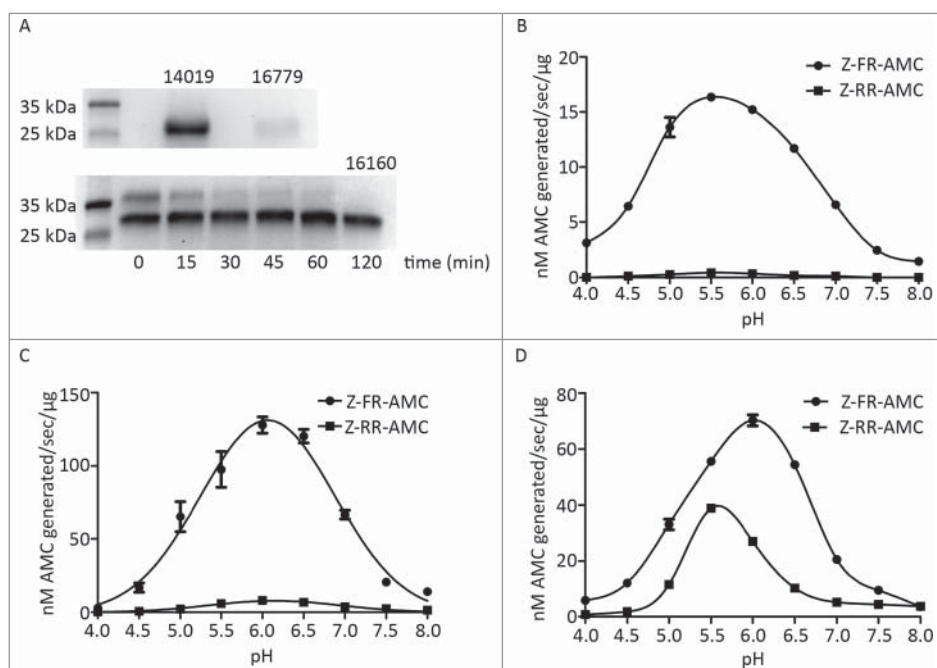 A
14019 16779
35 kDa
25 kDa
16160
35 kDa
25 kDa
0 15 30 45 60 120 time (min)
B
nM AMC generated/sec/µg
20
15
10
5
0
4.0 4.5 5.0 5.5 6.0 6.5 7.0 7.5 8.0
pH
Z-FR-AMC
Z-RR-AMC
C
nM AMC generated/sec/µg
150
100
50
0
4.0 4.5 5.0 5.5 6.0 6.5 7.0 7.5 8.0
pH
Z-FR-AMC
Z-RR-AMC
D
nM AMC generated/sec/µg
80
60
40
20
0
4.0 4.5 5.0 5.5 6.0 6.5 7.0 7.5 8.0
pH
Z-FR-AMC
Z-RR-AMC